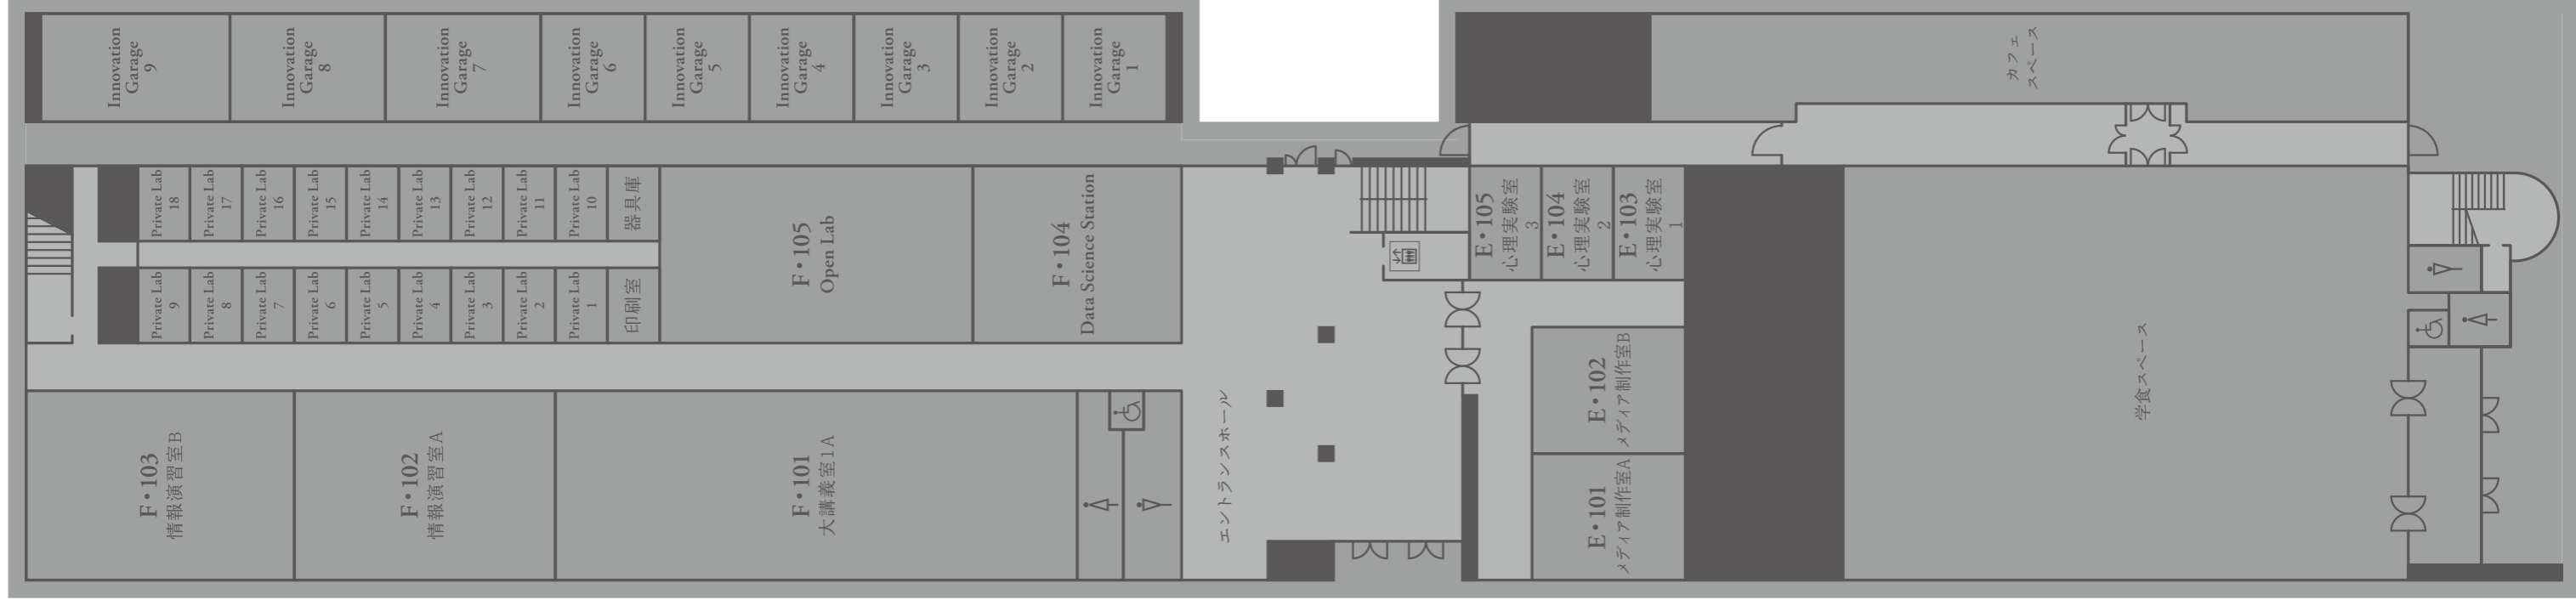 Innovation
Garage
9
Innovation
Garage
8
Innovation
Garage
7
Innovation
Garage
6
Innovation
Garage
5
Innovation
Garage
4
Innovation
Garage
3
Innovation
Garage
2
Innovation
Garage
1
カフェ
スペース
Private Lab
18
Private Lab
17
Private Lab
16
Private Lab
15
Private Lab
14
Private Lab
13
Private Lab
12
Private Lab
11
Private Lab
10
器具庫
F・105
Open Lab
F・104
Data Science Station
E・105
心理実験室
3
E・104
心理実験室
2
E・103
心理実験室
1
Private Lab
9
Private Lab
8
Private Lab
7
Private Lab
6
Private Lab
5
Private Lab
4
Private Lab
3
Private Lab
2
Private Lab
1
印刷室
E・102
メディア制作室B
学食スペース
F・103
情報演習室B
F・102
情報演習室A
F・101
大講義室1A
エントランスホール
E・101
メディア制作室A